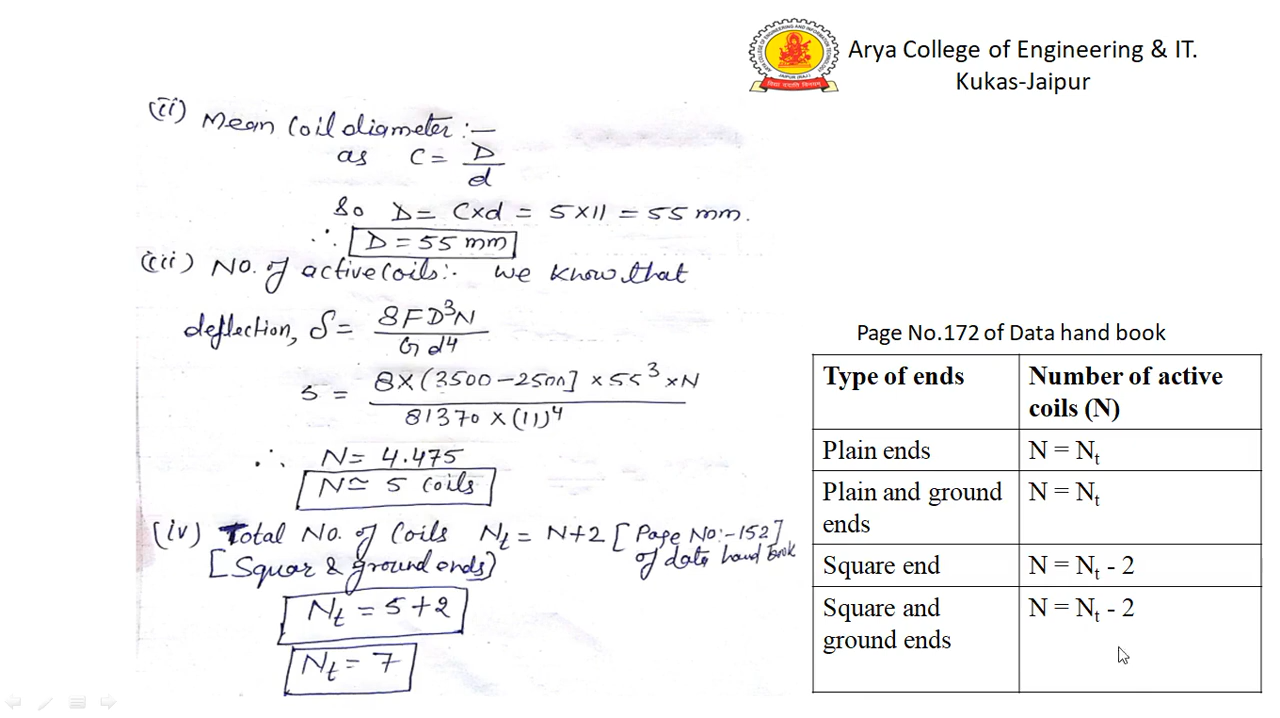 Arya College of Engineering & IT.
Kukas-Jaipur
(ii) Mean Coil diameter :—
as C = D/d
So D = C×d = 5×11 = 55 mm.
∴ D = 55 mm
(iii) No. of active Coils:- We Know that
deflection, δ = 8FD³N / G d⁴
5 = 8×(3500-2500] ×55³×N / 81370 × (11)⁴
∴ N = 4.475
N ≃ 5 Coils
(iv) Total No. of Coils Nₜ = N+2 [Page No:-152]
of data hand book
[Squar & ground ends]
Nₜ = 5+2
Nₜ = 7
Page No.172 of Data hand book
Type of ends Number of active
coils (N)
Plain ends N = Nₜ
Plain and ground N = Nₜ
ends
Square end N = Nₜ - 2
Square and N = Nₜ - 2
ground ends